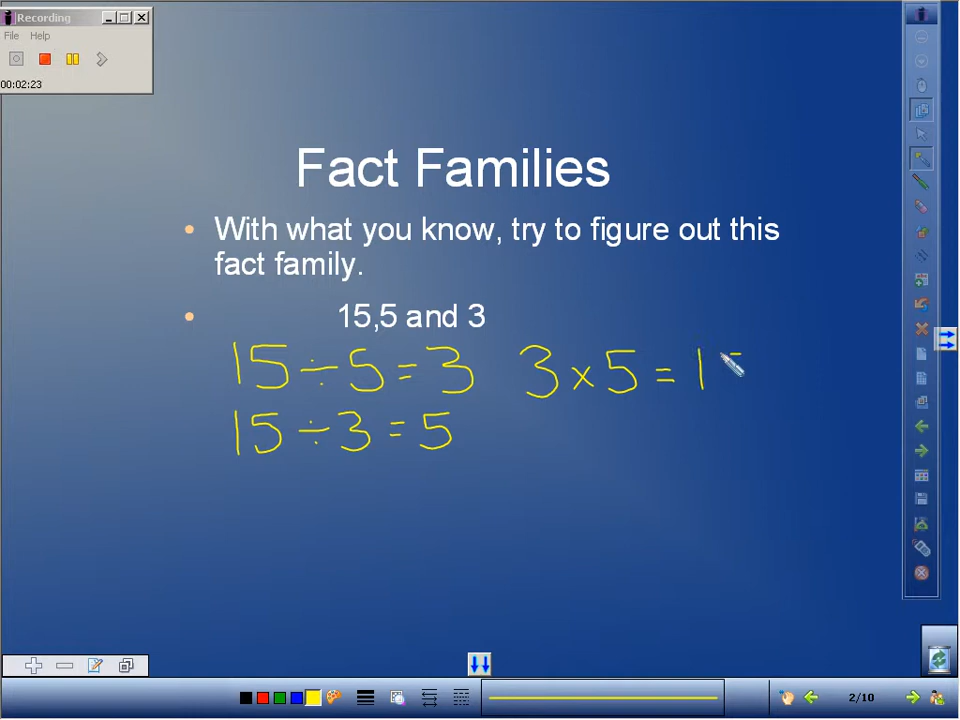 Recording
File Help
00:02:23
Fact Families
With what you know, try to figure out this
fact family.
15,5 and 3
15 ÷ 5 = 3 3 x 5 = 1
15 ÷ 3 = 5
2/10